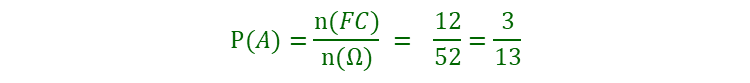 P(A) = n(FC)/n(Ω) = 12/52 = 3/13